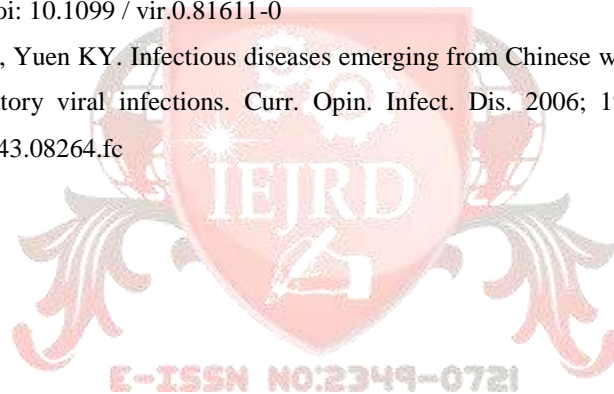 oi: 10.1099 / vir.0.81611-0
, Yuen KY. Infectious diseases emerging from Chinese w
tory viral infections. Curr. Opin. Infect. Dis. 2006; 1
43.08264.fc
IEJRD
E-ISSN NO:2349-0721